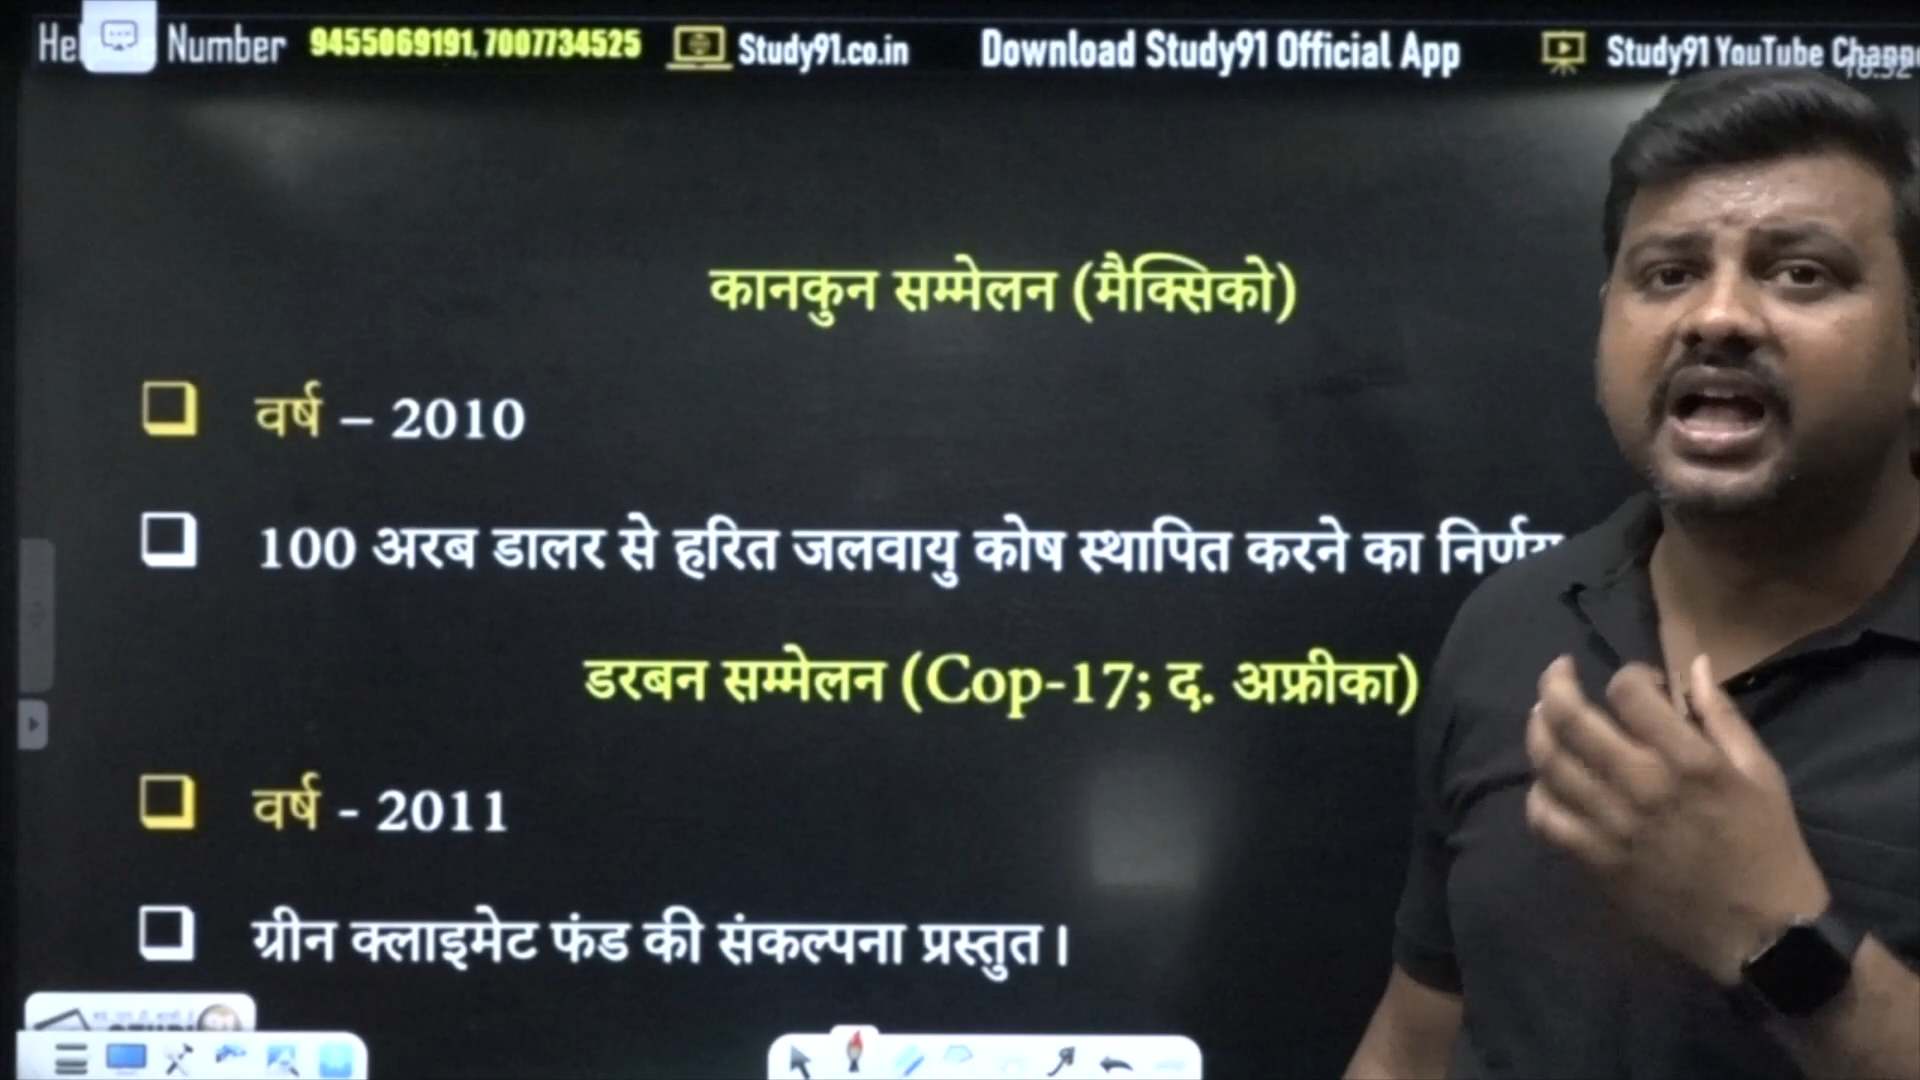 Number 9455069191, 7007734525 Study91.co.in Download Study91 Official App Study91 YouTube
कानकुन सम्मेलन (मैक्सिको)
वर्ष – 2010
100 अरब डालर से हरित जलवायु कोष स्थापित करने का
डरबन सम्मेलन (Cop-17; द. अफ्रीका)
वर्ष - 2011
ग्रीन क्लाइमेट फंड की संकल्पना प्रस्तुत।